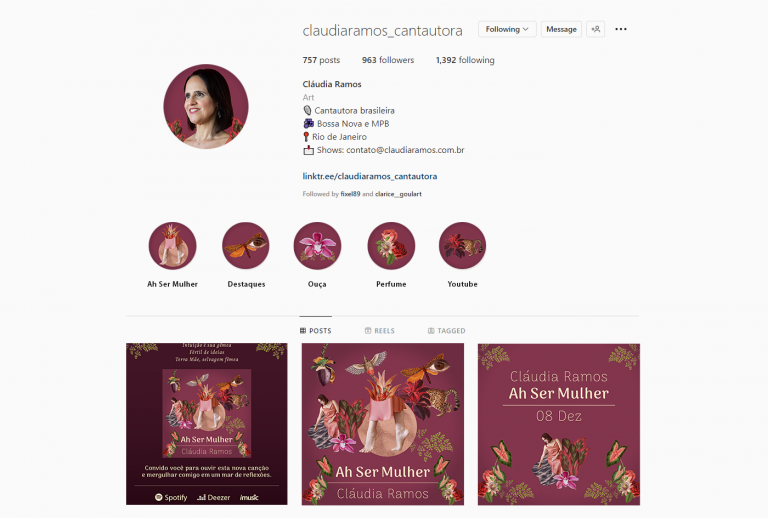 claudiaramos_cantautora
Following
Message
757 posts
963 followers
1,392 following
Cláudia Ramos
Art
Cantautora brasileira
Bossa Nova e MPB
Rio de Janeiro
Shows: contato@claudiaramos.com.br
linktr.ee/claudiaramos_cantautora
Followed by fixel89 and clarice__goulart
Ah Ser Mulher
Destaques
Ouça
Perfume
Youtube
POSTS
REELS
TAGGED
Intuição é sua gêmea
Fértil de ideias
Terra Mãe, selvagem fêmea
Ah Ser Mulher
Cláudia Ramos
Convido você para ouvir esta nova canção
e mergulhar comigo em um mar de reflexões.
Spotify
Deezer
imusic
Ah Ser Mulher
Cláudia Ramos
Cláudia Ramos
Ah Ser Mulher
08 Dez